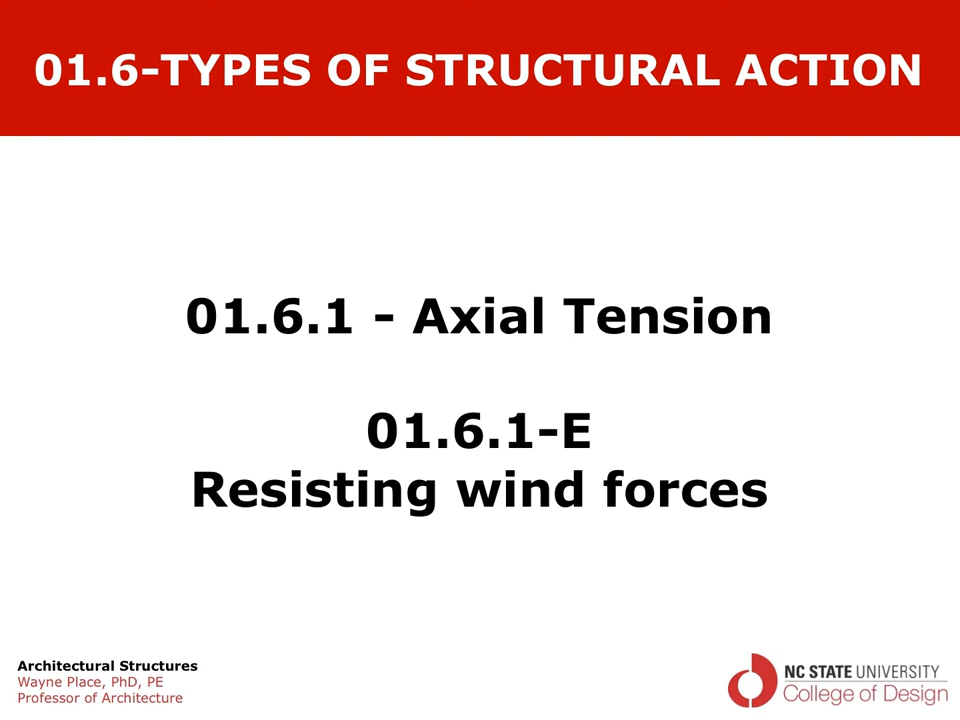 01.6-TYPES OF STRUCTURAL ACTION
01.6.1 - Axial Tension
01.6.1-E
Resisting wind forces
Architectural Structures
Wayne Place, PhD, PE
Professor of Architecture
NC STATE UNIVERSITY
College of Design